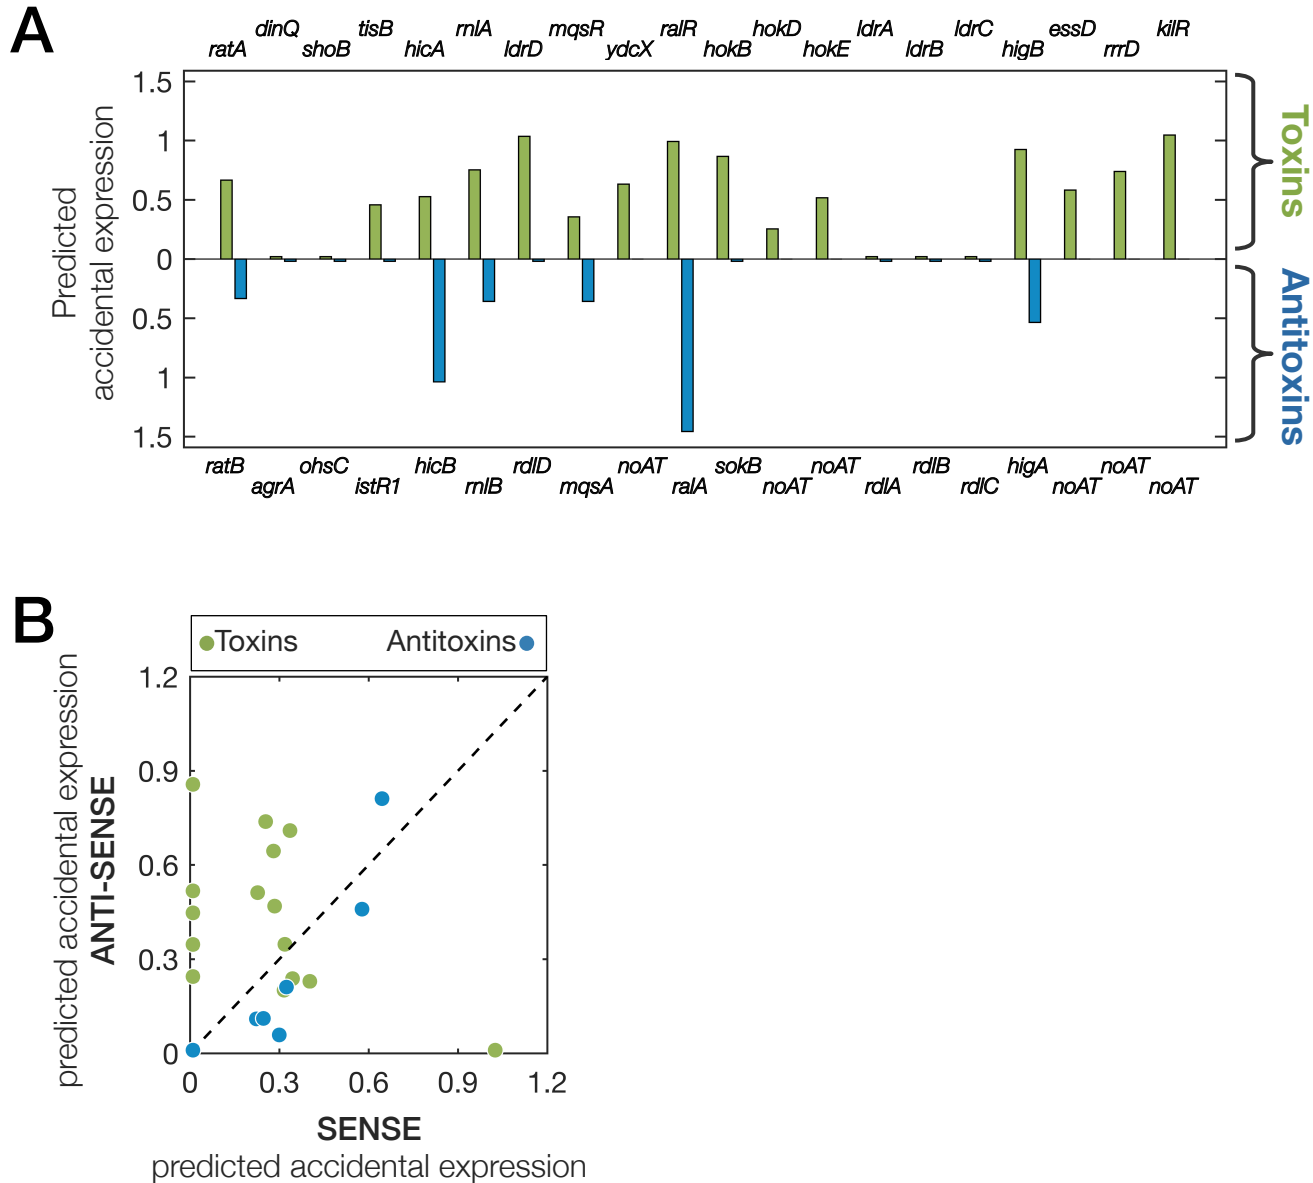 A
dinQ tisB rnlA mqsR ralR hokD ldrA ldrC essD kilR
ratA shoB hicA ldrD ydcX hokB hokE ldrB higB rrrD
Predicted
accidental expression
1.5
1
0.5
0
0.5
1
1.5
Toxins
Antitoxins
ratB ohsC hicB rdlD noAT sokB noAT rdlB higA noAT
agrA istR1 rnlB mqsA ralA noAT rdlA rdlC noAT noAT
B
Toxins Antitoxins
predicted accidental expression
ANTI-SENSE
1.2
0.9
0.6
0.3
0
0 0.3 0.6 0.9 1.2
SENSE
predicted accidental expression